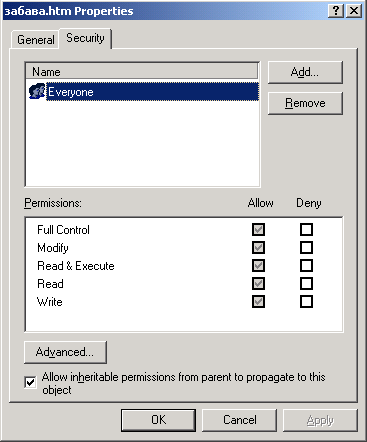 забава.htm Properties
General
Security
Name
Everyone
Add...
Remove
Permissions:
Allow
Deny
Full Control
Modify
Read & Execute
Read
Write
Advanced...
Allow inheritable permissions from parent to propagate to this
object
OK
Cancel
Apply